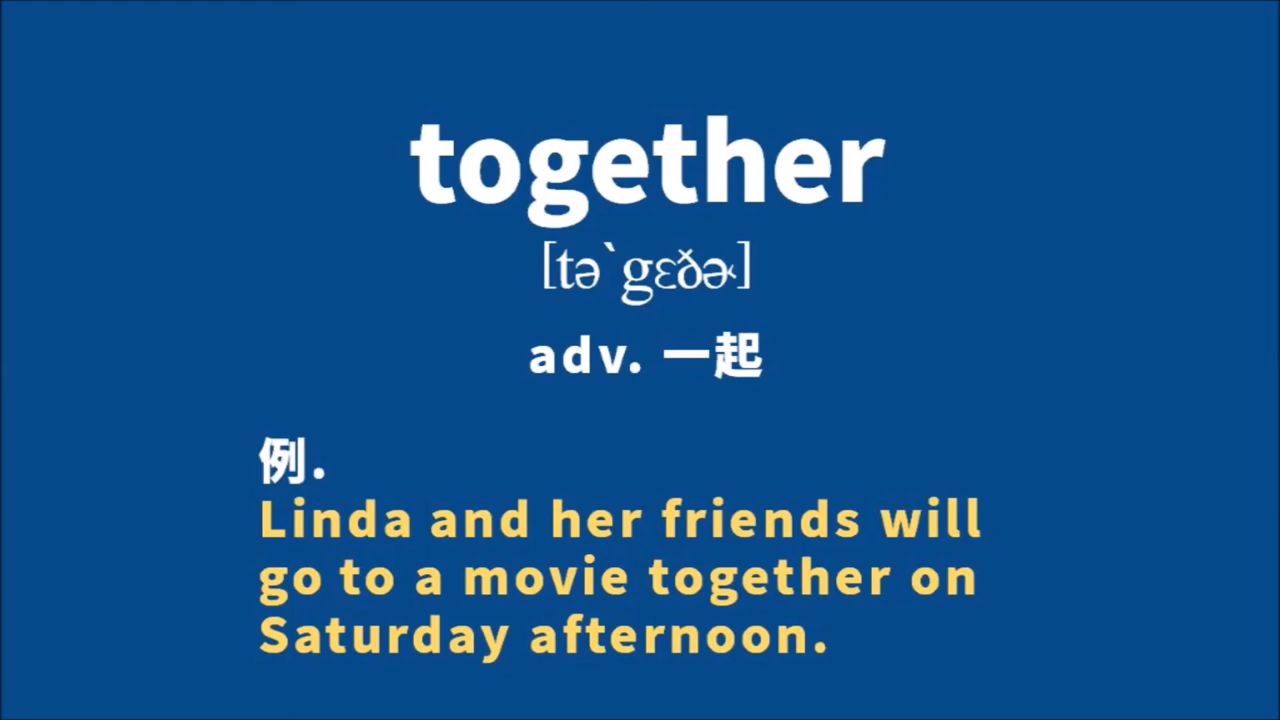 together
[tə`gɛðɚ]
adv. 一起
例.
Linda and her friends will
go to a movie together on
Saturday afternoon.